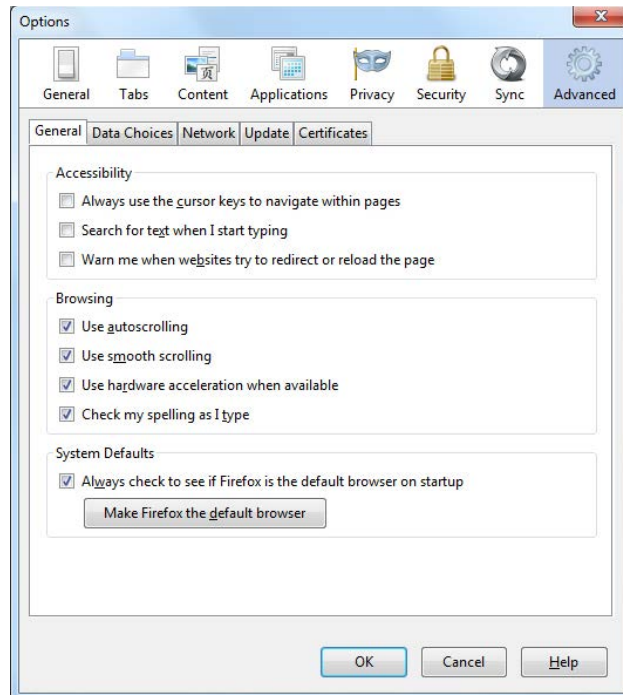 Options
General Tabs Content Applications Privacy Security Sync Advanced
General Data Choices Network Update Certificates
Accessibility
Always use the cursor keys to navigate within pages
Search for text when I start typing
Warn me when websites try to redirect or reload the page
Browsing
Use autoscrolling
Use smooth scrolling
Use hardware acceleration when available
Check my spelling as I type
System Defaults
Always check to see if Firefox is the default browser on startup
Make Firefox the default browser
OK Cancel Help